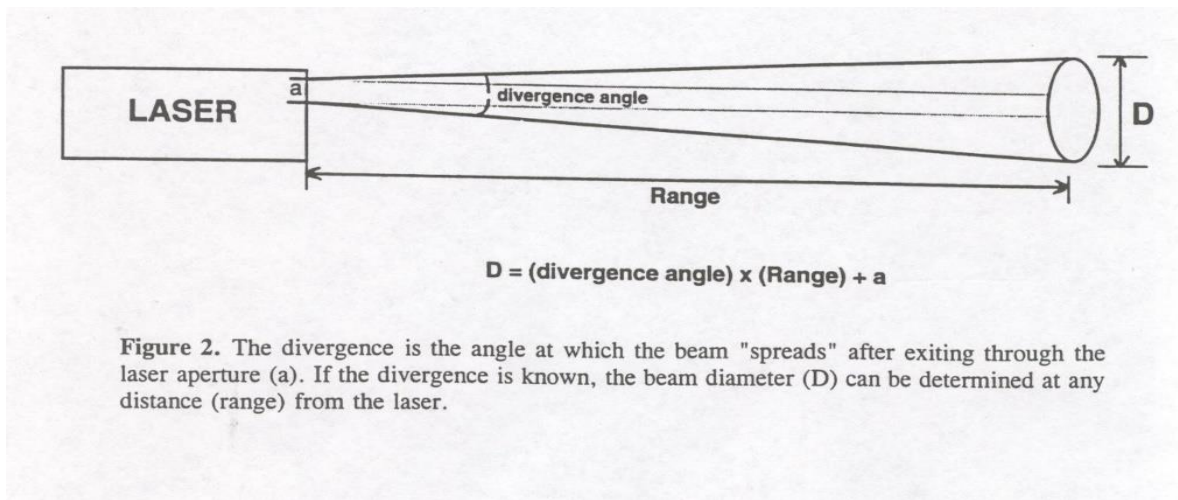 LASER
a
divergence angle
D
Range
D = (divergence angle) x (Range) + a
Figure 2. The divergence is the angle at which the beam "spreads" after exiting through the
laser aperture (a). If the divergence is known, the beam diameter (D) can be determined at any
distance (range) from the laser.